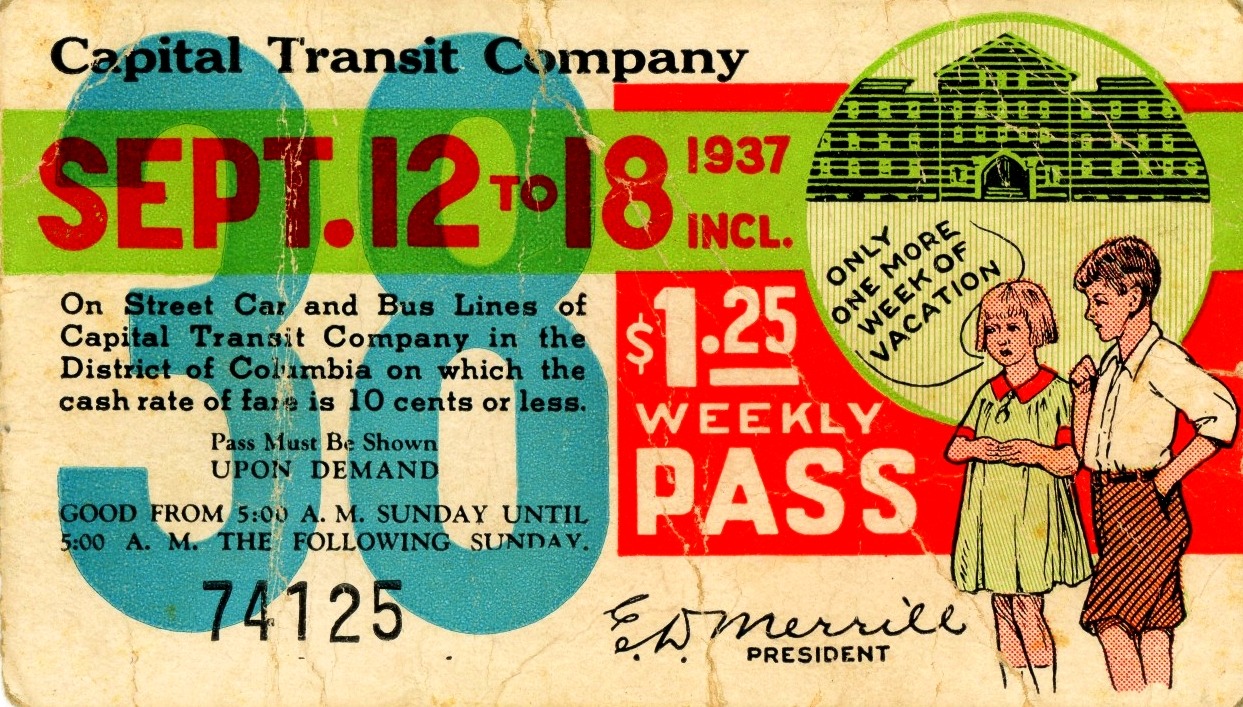 Capital Transit Company
38
SEPT. 12 TO 18
1937
INCL.
On Street Car and Bus Lines of
Capital Transit Company in the
District of Columbia on which the
cash rate of fare is 10 cents or less.
Pass Must Be Shown
UPON DEMAND
GOOD FROM 5:00 A. M. SUNDAY UNTIL
5:00 A. M. THE FOLLOWING SUNDAY.
74125
$1.25
WEEKLY
PASS
E.D. Merrill
PRESIDENT
ONLY
ONE MORE
WEEK OF
VACATION